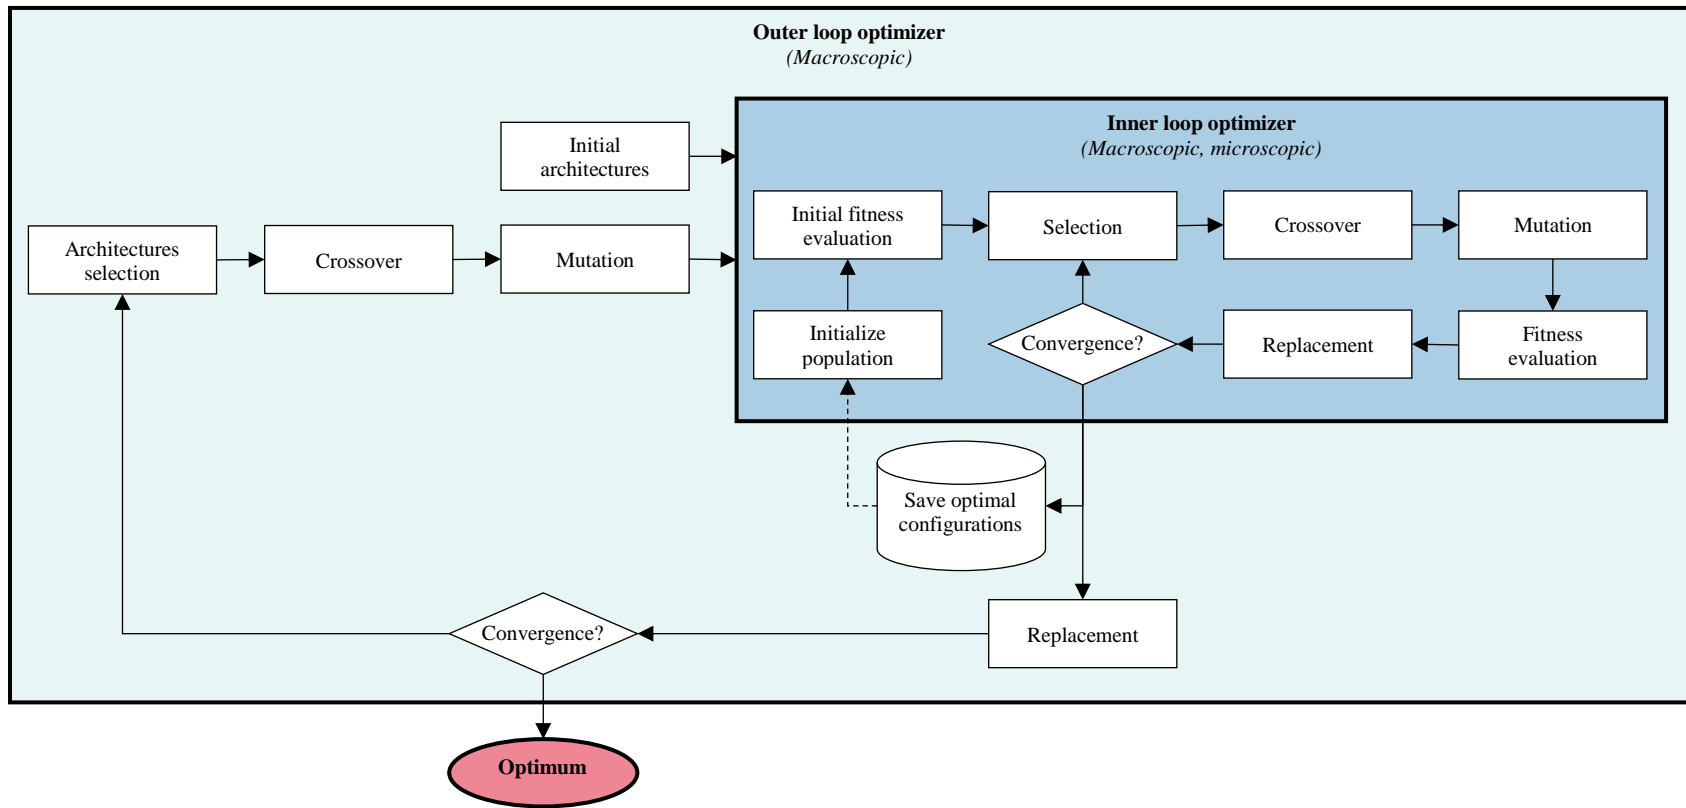 Outer loop optimizer
(Macroscopic)
Inner loop optimizer
(Macroscopic, microscopic)
Initial
architectures
Initial fitness
evaluation
Selection
Crossover
Mutation
Architectures
selection
Crossover
Mutation
Initialize
population
Convergence?
Replacement
Fitness
evaluation
Save optimal
configurations
Convergence?
Replacement
Optimum